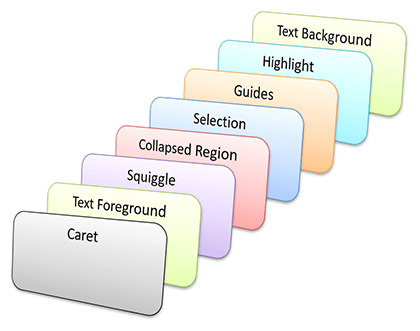 Text Background
Highlight
Guides
Selection
Collapsed Region
Squiggle
Text Foreground
Caret